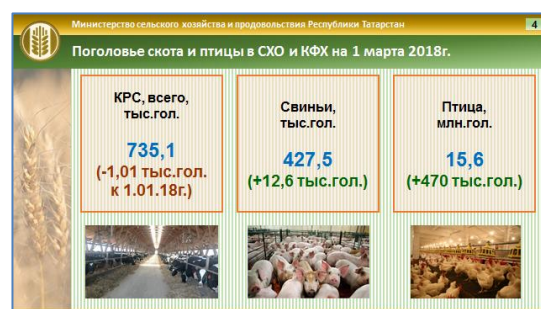 Министерство сельского хозяйства и продовольствия Республики Татарстан
4
Поголовье скота и птицы в СХО и КФХ на 1 марта 2018г.
КРС, всего,
тыс.гол.
735,1
(-1,01 тыс.гол.
к 1.01.18г.)
Свиньи,
тыс.гол.
427,5
(+12,6 тыс.гол.)
Птица,
млн.гол.
15,6
(+470 тыс.гол.)